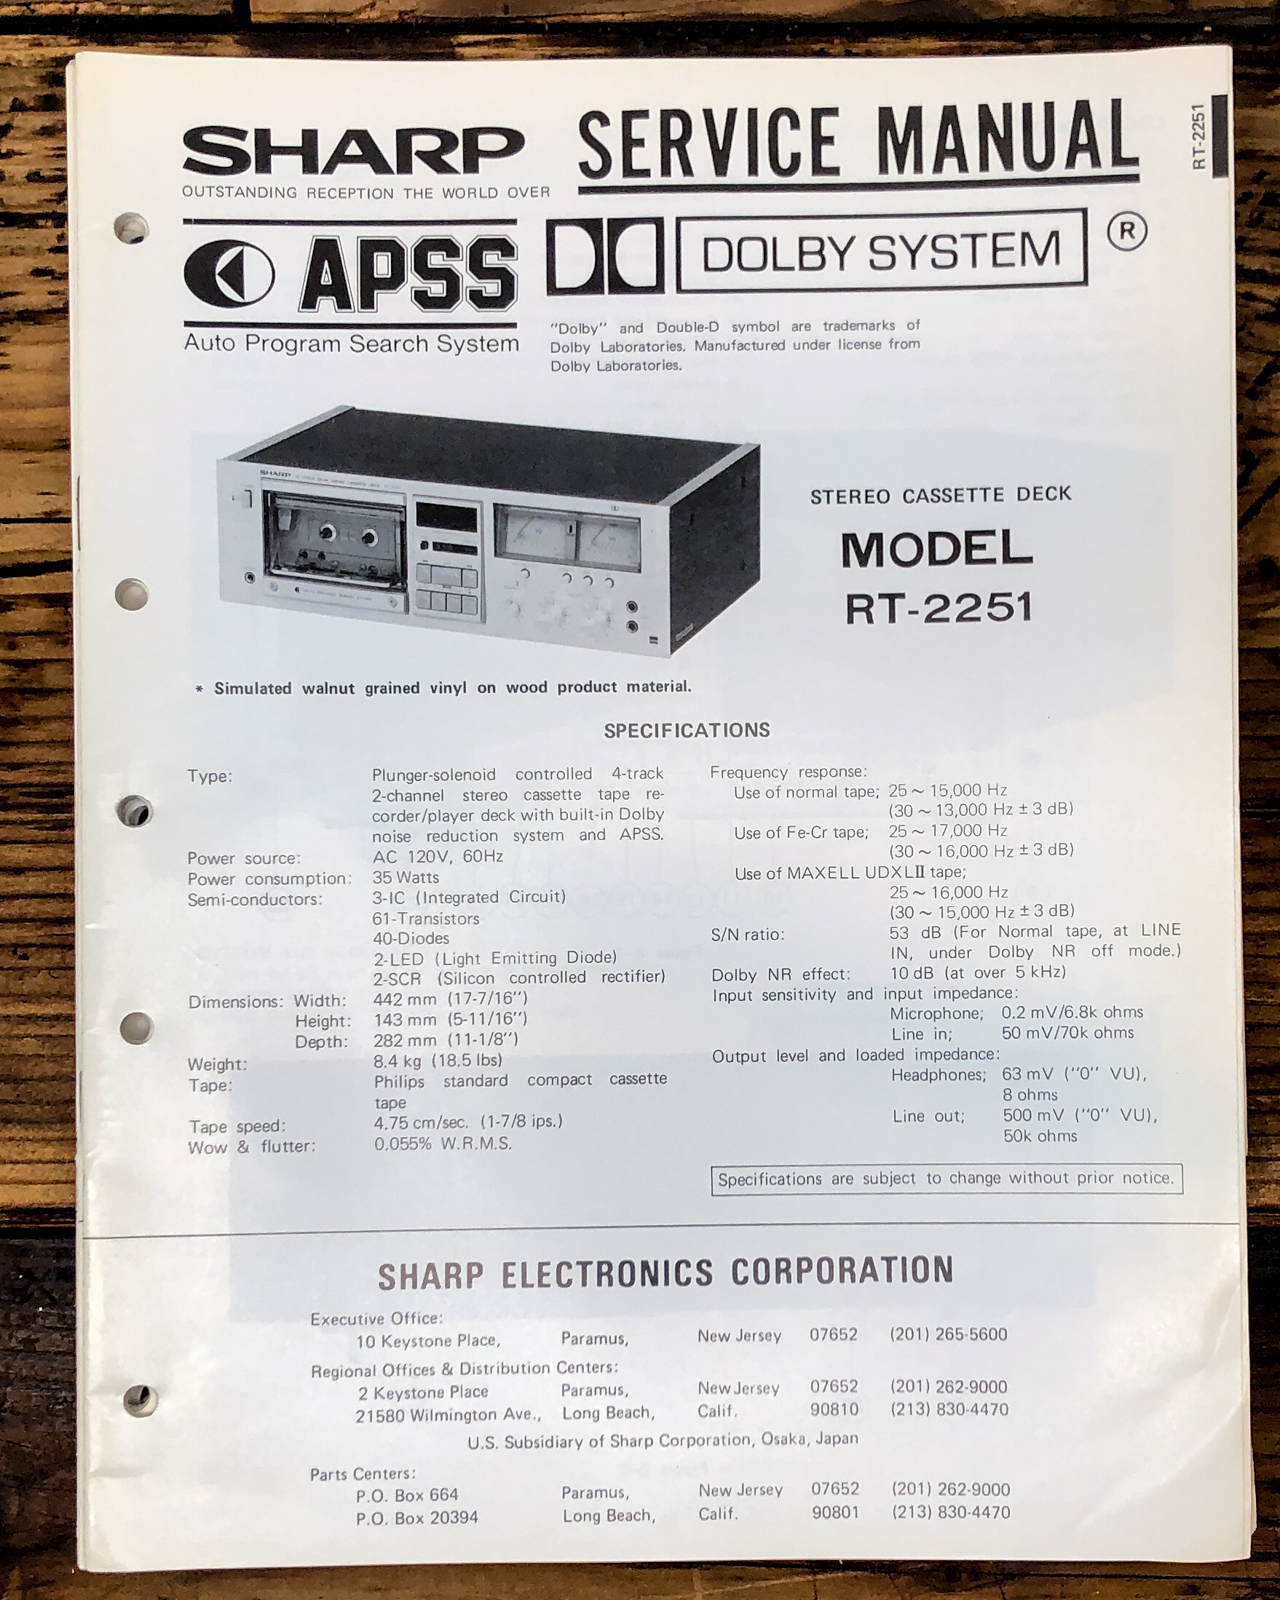 SHARP
OUTSTANDING RECEPTION THE WORLD OVER
SERVICE MANUAL
RT-2251
APSS
Auto Program Search System
DOLBY SYSTEM
®
"Dolby" and Double-D symbol are trademarks of
Dolby Laboratories. Manufactured under license from
Dolby Laboratories.
SHARP
STEREO CASSETTE DECK
MODEL
RT-2251
* Simulated walnut grained vinyl on wood product material.
SPECIFICATIONS
Type: Plunger-solenoid controlled 4-track
2-channel stereo cassette tape re-
corder/player deck with built-in Dolby
noise reduction system and APSS.
Power source: AC 120V, 60Hz
Power consumption: 35 Watts
Semi-conductors: 3-IC (Integrated Circuit)
61-Transistors
40-Diodes
2-LED (Light Emitting Diode)
2-SCR (Silicon controlled rectifier)
Dimensions: Width: 442 mm (17-7/16")
Height: 143 mm (5-11/16")
Depth: 282 mm (11-1/8")
Weight: 8.4 kg (18.5 lbs)
Tape: Philips standard compact cassette
tape
Tape speed: 4.75 cm/sec. (1-7/8 ips.)
Wow & flutter: 0.055% W.R.M.S.
Frequency response:
Use of normal tape; 25 ~ 15,000 Hz
(30 ~ 13,000 Hz ± 3 dB)
Use of Fe-Cr tape; 25 ~ 17,000 Hz
(30 ~ 16,000 Hz ± 3 dB)
Use of MAXELL UDXLII tape;
25 ~ 16,000 Hz
(30 ~ 15,000 Hz ± 3 dB)
S/N ratio: 53 dB (For Normal tape, at LINE
IN, under Dolby NR off mode.)
Dolby NR effect: 10 dB (at over 5 kHz)
Input sensitivity and input impedance:
Microphone; 0.2 mV/6.8k ohms
Line in; 50 mV/70k ohms
Output level and loaded impedance:
Headphones; 63 mV ("0" VU),
8 ohms
Line out; 500 mV ("0" VU),
50k ohms
Specifications are subject to change without prior notice.
SHARP ELECTRONICS CORPORATION
Executive Office:
10 Keystone Place, Paramus, New Jersey 07652 (201) 265-5600
Regional Offices & Distribution Centers:
2 Keystone Place Paramus, New Jersey 07652 (201) 262-9000
21580 Wilmington Ave., Long Beach, Calif. 90810 (213) 830-4470
U.S. Subsidiary of Sharp Corporation, Osaka, Japan
Parts Centers:
P.O. Box 664 Paramus, New Jersey 07652 (201) 262-9000
P.O. Box 20394 Long Beach, Calif. 90801 (213) 830-4470